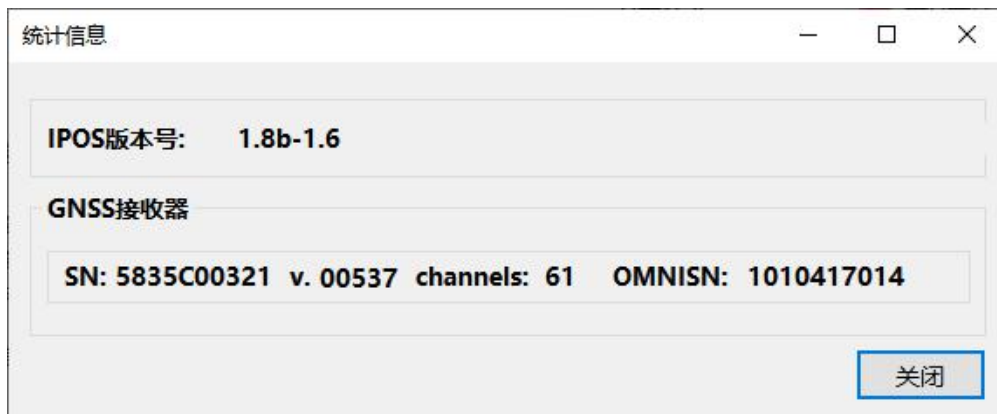 统计信息
IPOS版本号: 1.8b-1.6
GNSS接收器
SN: 5835C00321 v. 00537 channels: 61 OMNISN: 1010417014
关闭